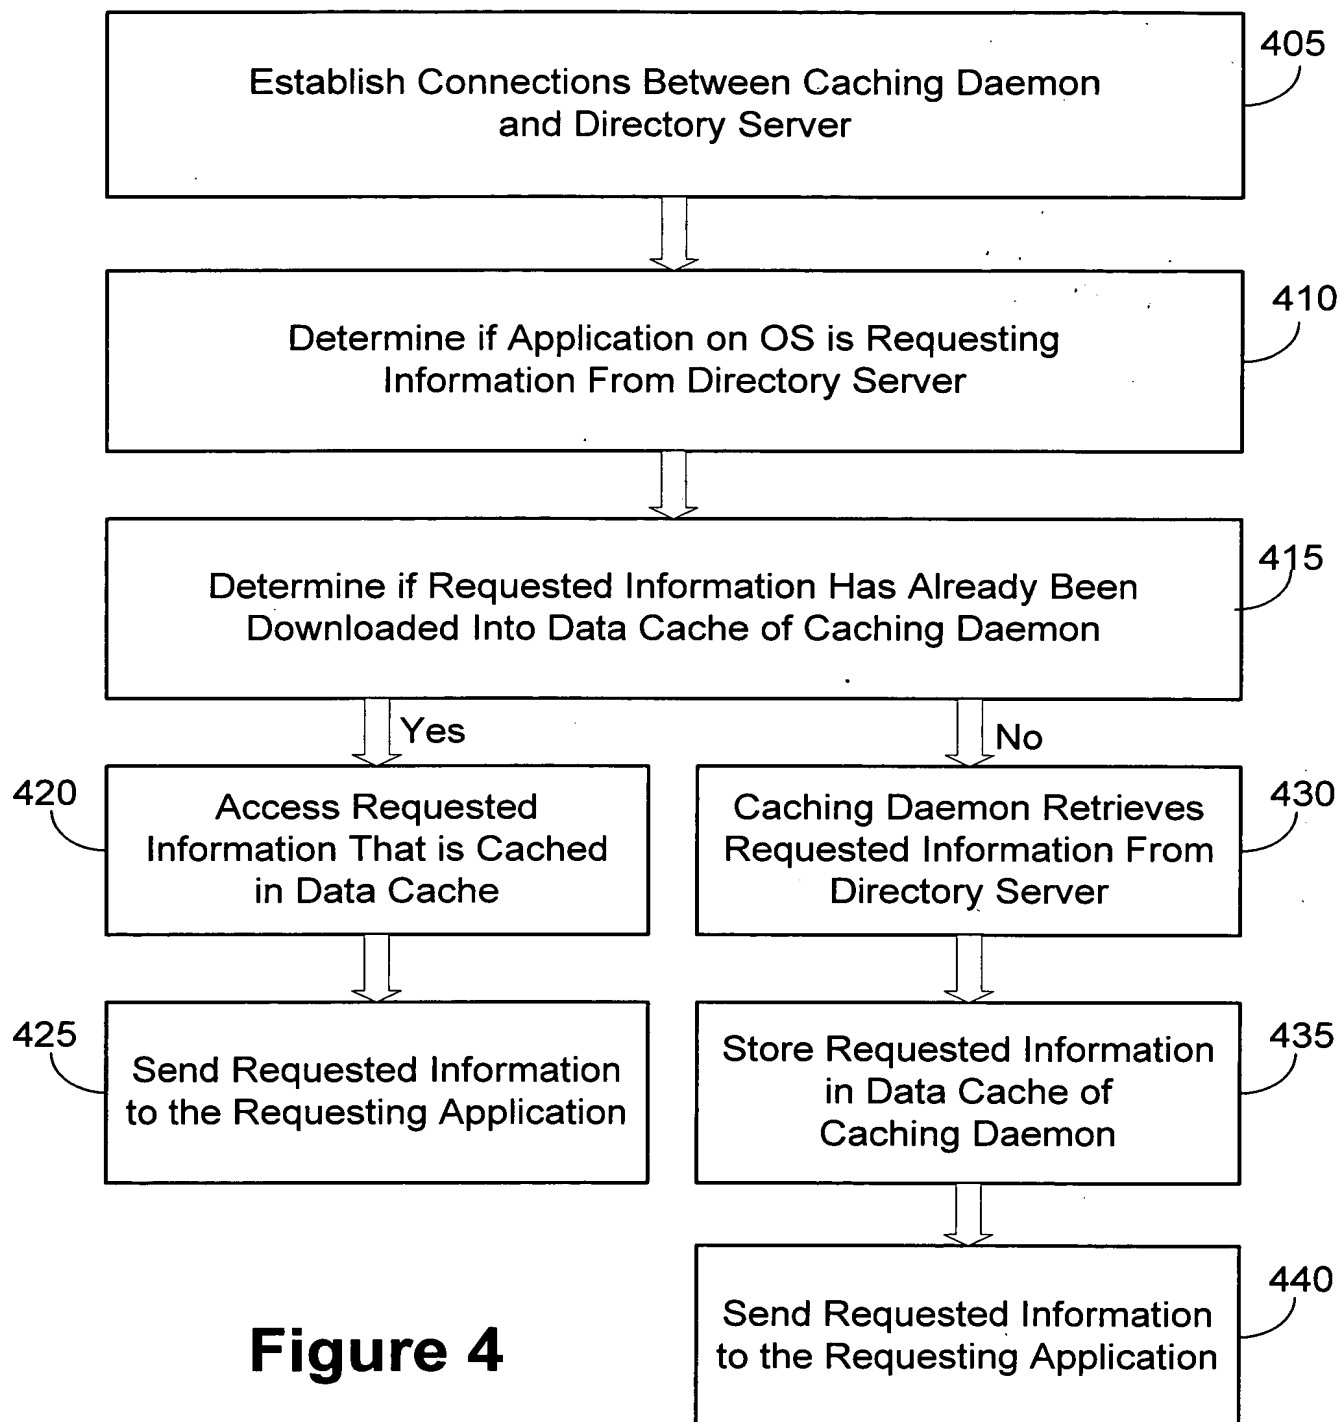 405
Establish Connections Between Caching Daemon
and Directory Server
410
Determine if Application on OS is Requesting
Information From Directory Server
415
Determine if Requested Information Has Already Been
Downloaded Into Data Cache of Caching Daemon
Yes
No
420
Access Requested
Information That is Cached
in Data Cache
430
Caching Daemon Retrieves
Requested Information From
Directory Server
425
Send Requested Information
to the Requesting Application
435
Store Requested Information
in Data Cache of
Caching Daemon
440
Send Requested Information
to the Requesting Application
Figure 4